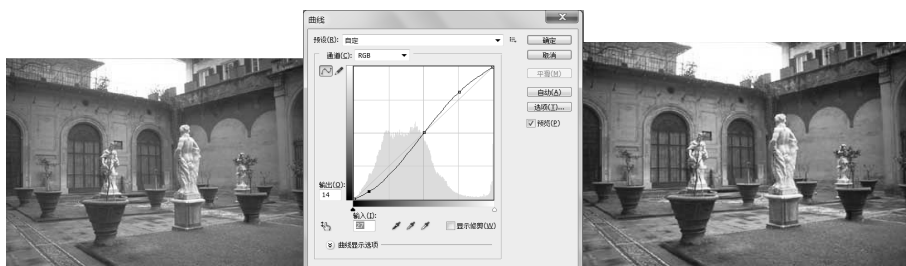 曲线
预设(R): 自定
确定
通道(C): RGB
取消
平滑(M)
自动(A)
选项(T)...
预览(P)
输出(O):
14
输入(I):
显示修剪(W)
曲线显示选项